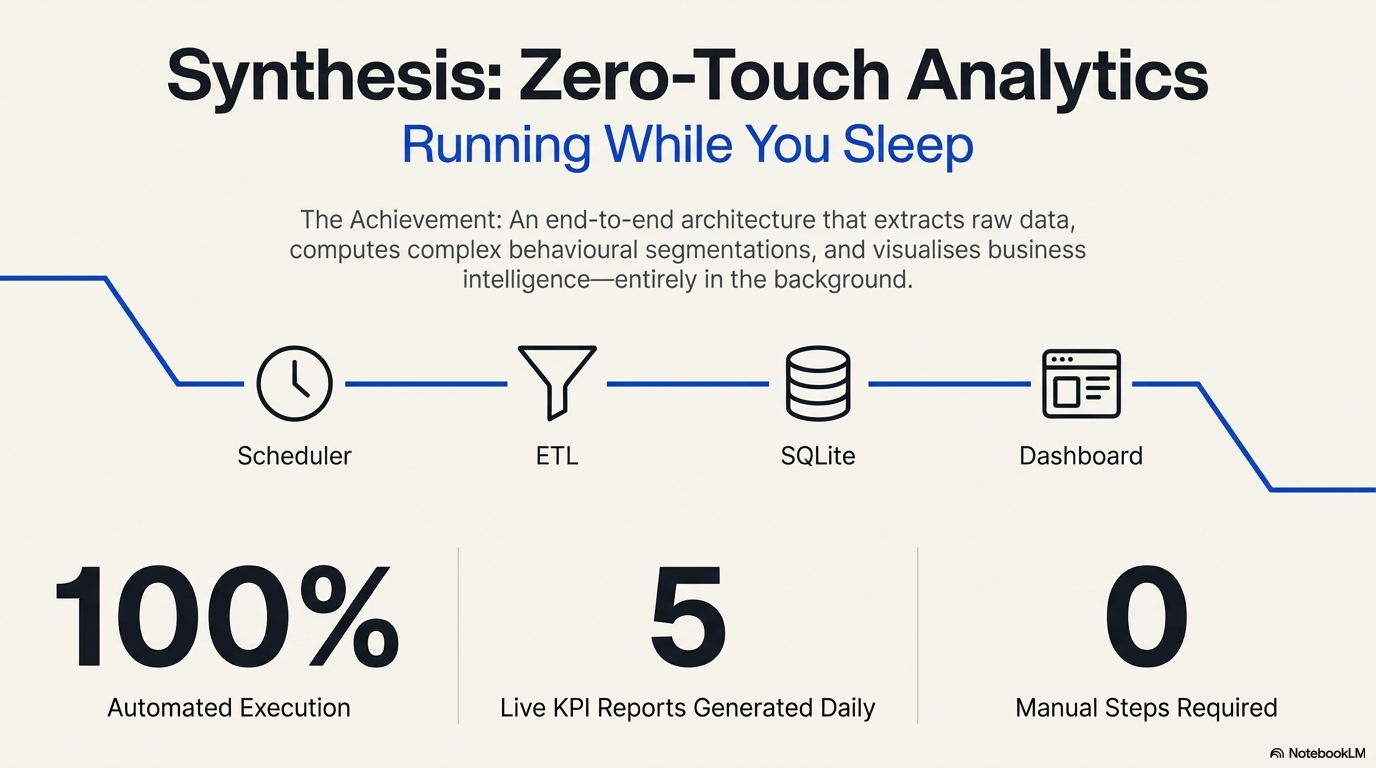 Synthesis: Zero-Touch Analytics
Running While You Sleep
The Achievement: An end-to-end architecture that extracts raw data,
computes complex behavioural segmentations, and visualises business
intelligence—entirely in the background.
Scheduler
ETL
SQLite
Dashboard
100%
Automated Execution
5
Live KPI Reports Generated Daily
0
Manual Steps Required
NotebookLM